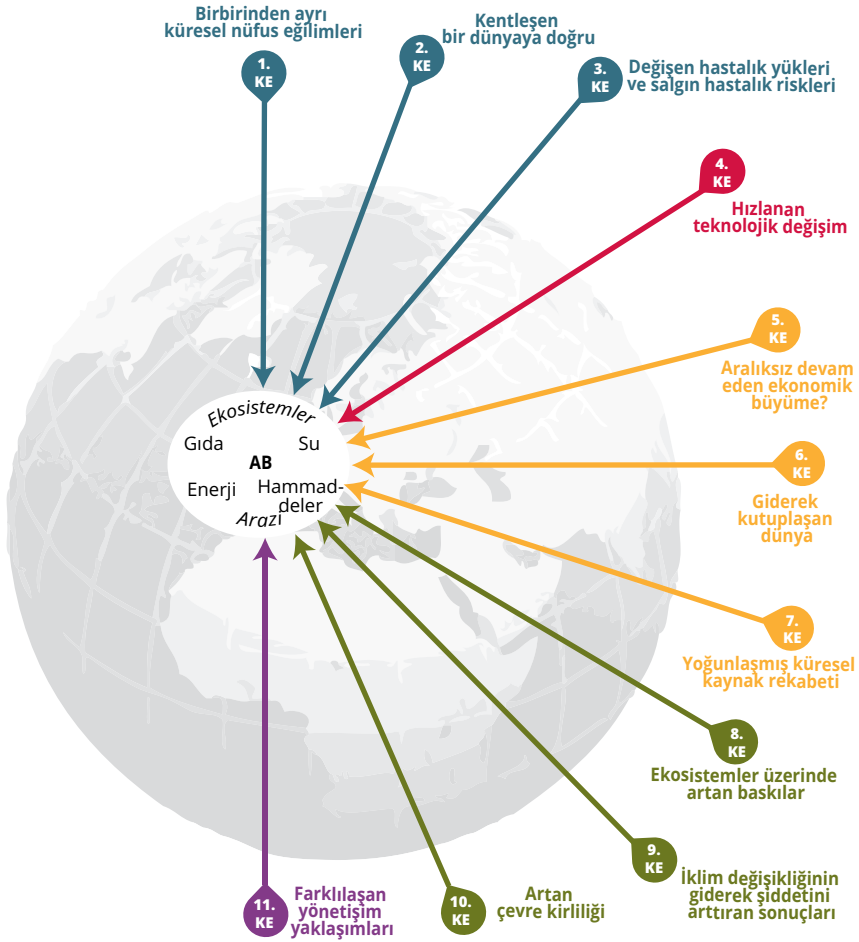 Birbirinden ayrı
küresel nüfus eğilimleri
1.
KE
Kentleşen
bir dünyaya doğru
2.
KE
Değişen hastalık yükleri
ve salgın hastalık riskleri
3.
KE
4.
KE
Hızlanan
teknolojik değişim
5.
KE
Aralıksız devam
eden ekonomik
büyüme?
6.
KE
Giderek
kutuplaşan
dünya
7.
KE
Yoğunlaşmış küresel
kaynak rekabeti
8.
KE
Ekosistemler üzerinde
artan baskılar
9.
KE
İklim değişikliğinin
giderek şiddetini
arttıran sonuçları
10.
KE
Artan
çevre kirliliği
11.
KE
Farklılaşan
yönetişim
yaklaşımları
Ekosistemler
Gıda
Su
AB
Enerji
Hammad-
deler
Arazi